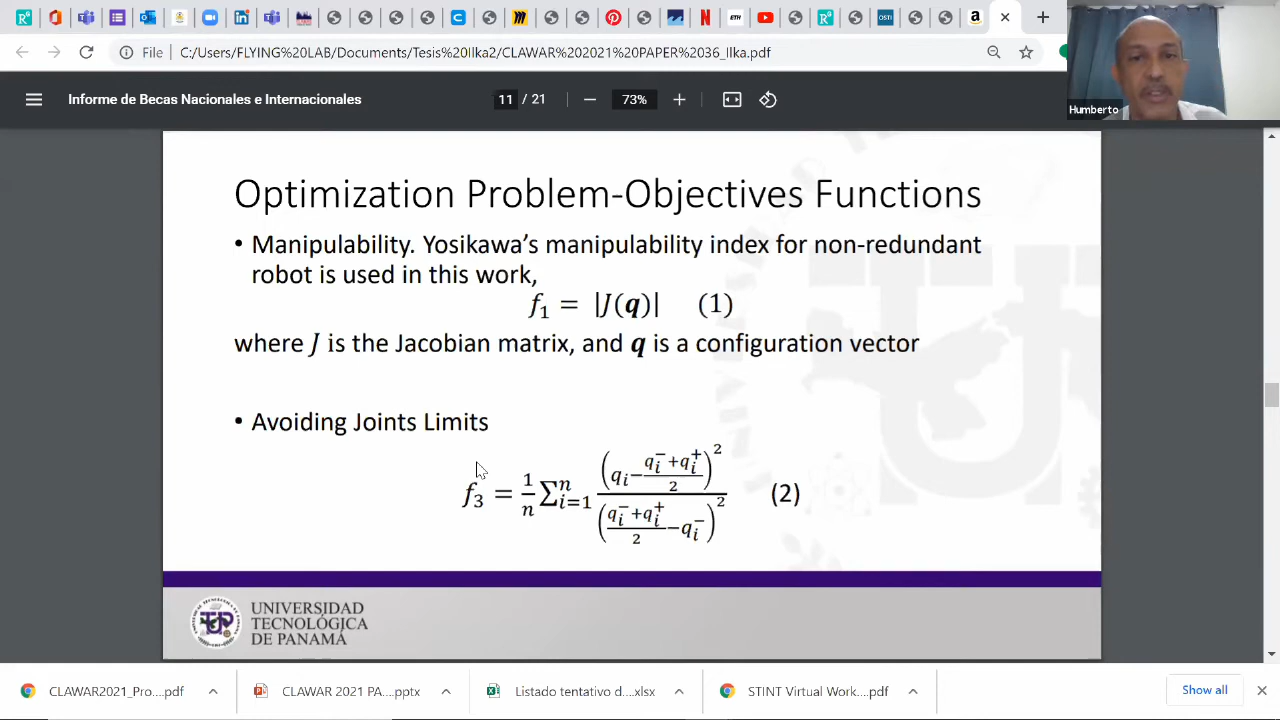 File C:/Users/FLYING%20LAB/Documents/Tesis%20Ilka2/CLAWAR%202021%20PAPER%2036_Ilka.pdf
Informe de Becas Nacionales e Internacionales 11 / 21 73%
Humberto
Optimization Problem-Objectives Functions
• Manipulability. Yosikawa's manipulability index for non-redundant
robot is used in this work,
f₁ = |J(q)| (1)
where J is the Jacobian matrix, and q is a configuration vector
• Avoiding Joints Limits
f₃ = 1/n ∑ᵢ₌₁ⁿ (qᵢ − (qᵢ⁻+qᵢ⁺)/2)² / ((qᵢ⁻+qᵢ⁺)/2 − qᵢ⁻)² (2)
UNIVERSIDAD
TECNOLÓGICA
DE PANAMÁ
CLAWAR2021_Pro....pdf CLAWAR 2021 PA....pptx Listado tentativo d....xlsx STINT Virtual Work....pdf Show all